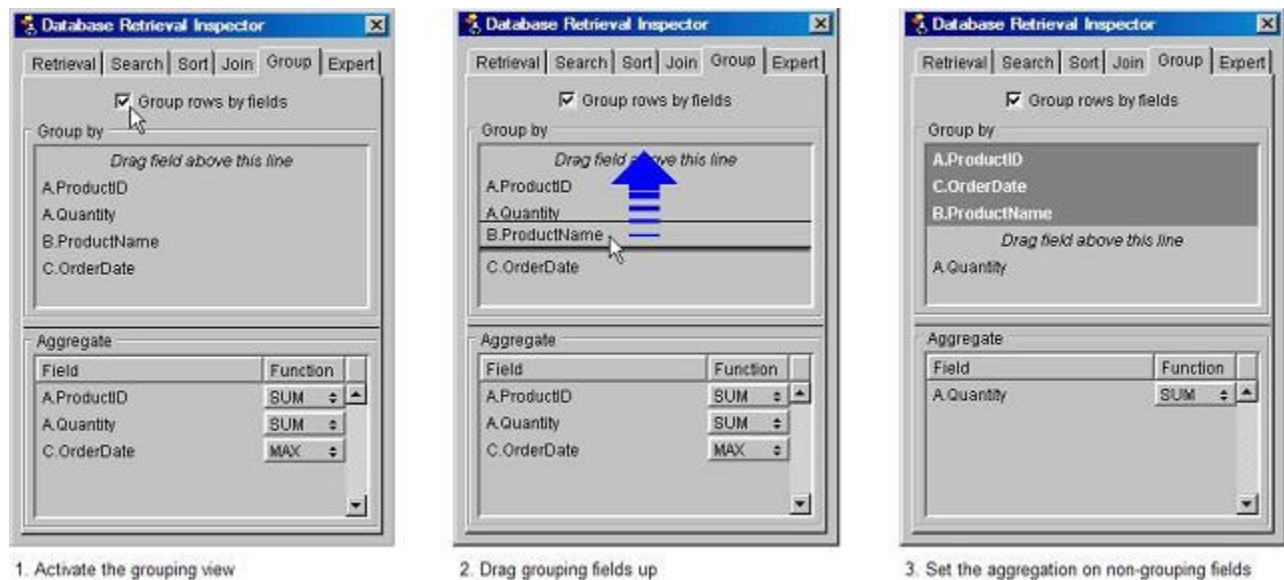 Database Retrieval Inspector
Retrieval Search Sort Join Group Expert
Group rows by fields
Group by
Drag field above this line
A.ProductID
A.Quantity
B.ProductName
C.OrderDate
Aggregate
Field Function
A.ProductID SUM
A.Quantity SUM
C.OrderDate MAX
1. Activate the grouping view
Database Retrieval Inspector
Retrieval Search Sort Join Group Expert
Group rows by fields
Group by
Drag field ve this line
A.ProductID
A.Quantity
B.ProductName
C.OrderDate
Aggregate
Field Function
A.ProductID SUM
A.Quantity SUM
C.OrderDate MAX
2. Drag grouping fields up
Database Retrieval Inspector
Retrieval Search Sort Join Group Expert
Group rows by fields
Group by
A.ProductID
C.OrderDate
B.ProductName
Drag field above this line
A.Quantity
Aggregate
Field Function
A.Quantity SUM
3. Set the aggregation on non-grouping fields